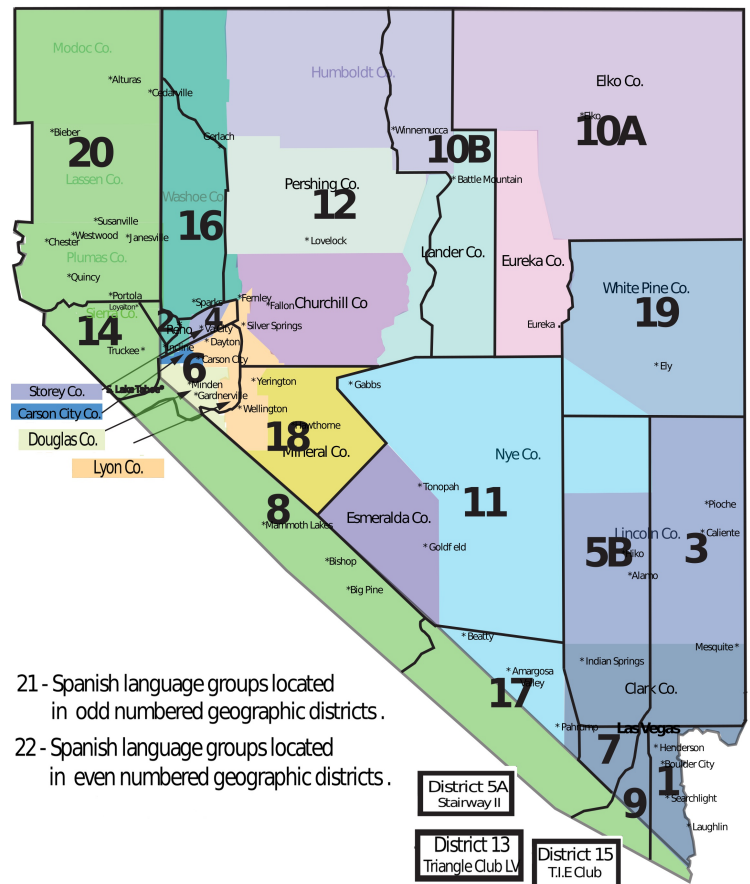 Modoc Co.
*Alturas
*Cedarville
Humboldt Co.
Elko Co.
*Elko
10A
*Bieber
20
Gerlach
*Winnemucca
10B
Lassen Co.
Washoe Co
Pershing Co.
12
* Battle Mountain
*Susanville
*Westwood
*Janesville
*Chester
16
* Lovelock
Plumas Co.
Lander Co.
Eureka Co.
*Quincy
White Pine Co.
19
*Portola
Loyalton*
Sierra Co.
*Sparks
*Fernley
*Fallon
Churchill Co
14
2
4
Reno
* VA City
* Silver Springs
Eureka .
Truckee *
Incline
* Dayton
* Carson City
6
* Ely
S. Lake Tahoe*
*Minden
*Gardnerville
* Yerington
* Gabbs
Storey Co.
Carson City Co.
* Wellington
Douglas Co.
Lyon Co.
Hawthorne
18
Mineral Co.
Nye Co.
* Tonopah
11
8
*Mammoth Lakes
Esmeralda Co.
*Pioche
Lincoln Co.
* Caliente
5B
3
* Goldf eld
*Hiko
*Alamo
*Bishop
*Big Pine
* Beatty
Mesquite *
* Indian Springs
* Amargosa
Valley
17
Clark Co.
* Pahrump
Las Vegas
7
* Henderson
*Boulder City
1
9
* Searchlight
* Laughlin
21 - Spanish language groups located
in odd numbered geographic districts .
22 - Spanish language groups located
in even numbered geographic districts .
District 5A
Stairway II
District 13
Triangle Club LV
District 15
T.I.E Club